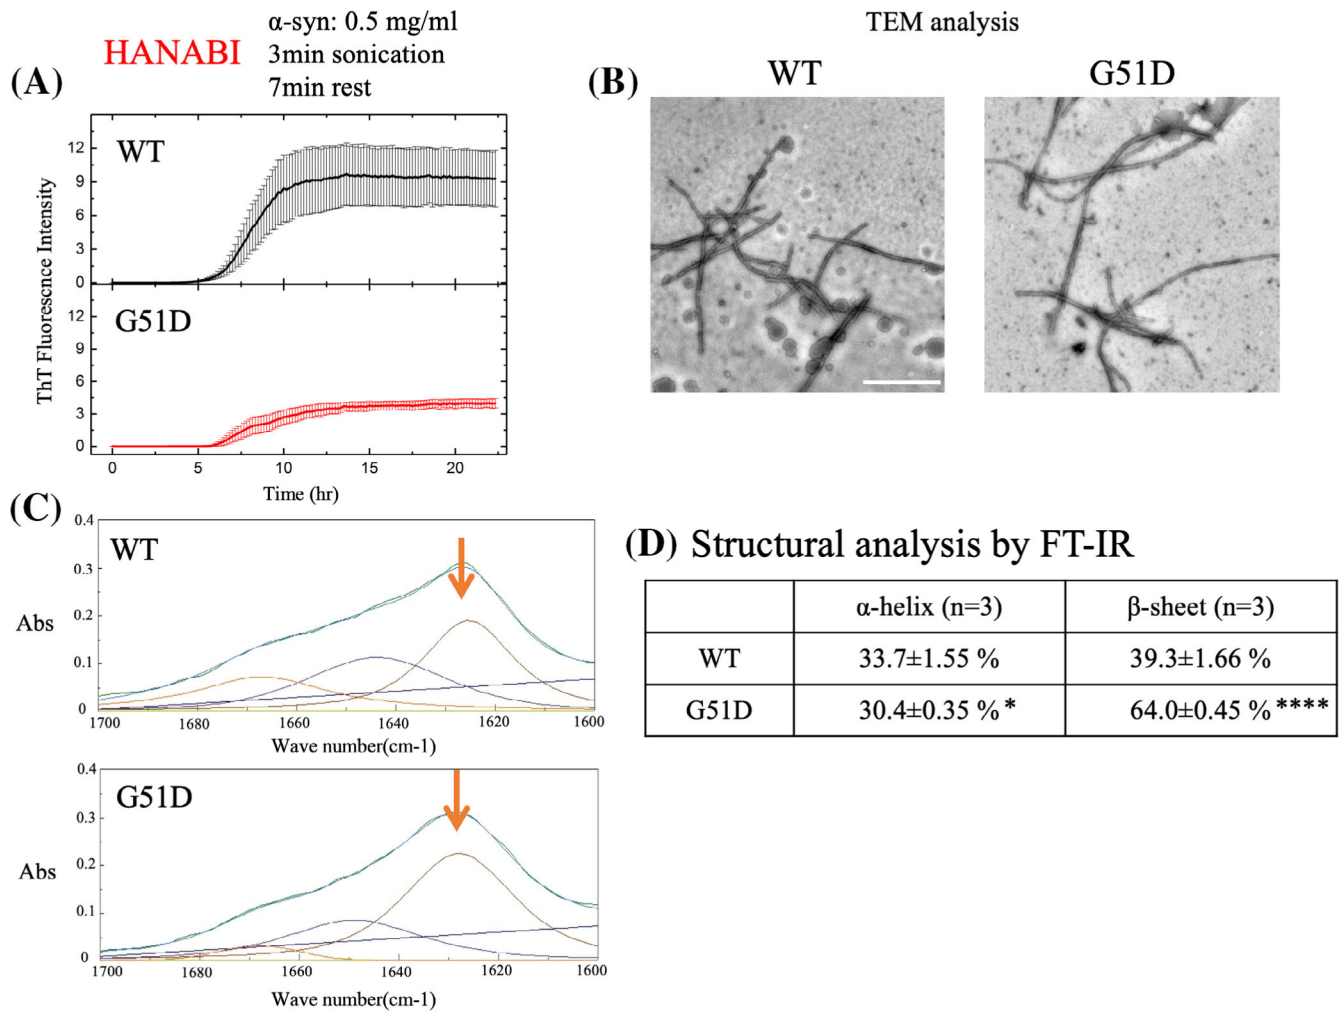 HANABI
α-syn: 0.5 mg/ml
3min sonication
7min rest
(A)
WT
12
9
6
3
0
G51D
12
9
6
3
0
ThT Fluorescnce Intensity
0 5 10 15 20
Time (hr)
TEM analysis
(B)
WT G51D
(C)
WT
0.4
0.3
0.2
0.1
0
Abs
1700 1680 1660 1640 1620 1600
Wave number(cm-1)
G51D
0.4
0.3
0.2
0.1
0
Abs
1700 1680 1660 1640 1620 1600
Wave number(cm-1)
(D) Structural analysis by FT-IR
α-helix (n=3) β-sheet (n=3)
WT 33.7±1.55 % 39.3±1.66 %
G51D 30.4±0.35 %* 64.0±0.45 %****